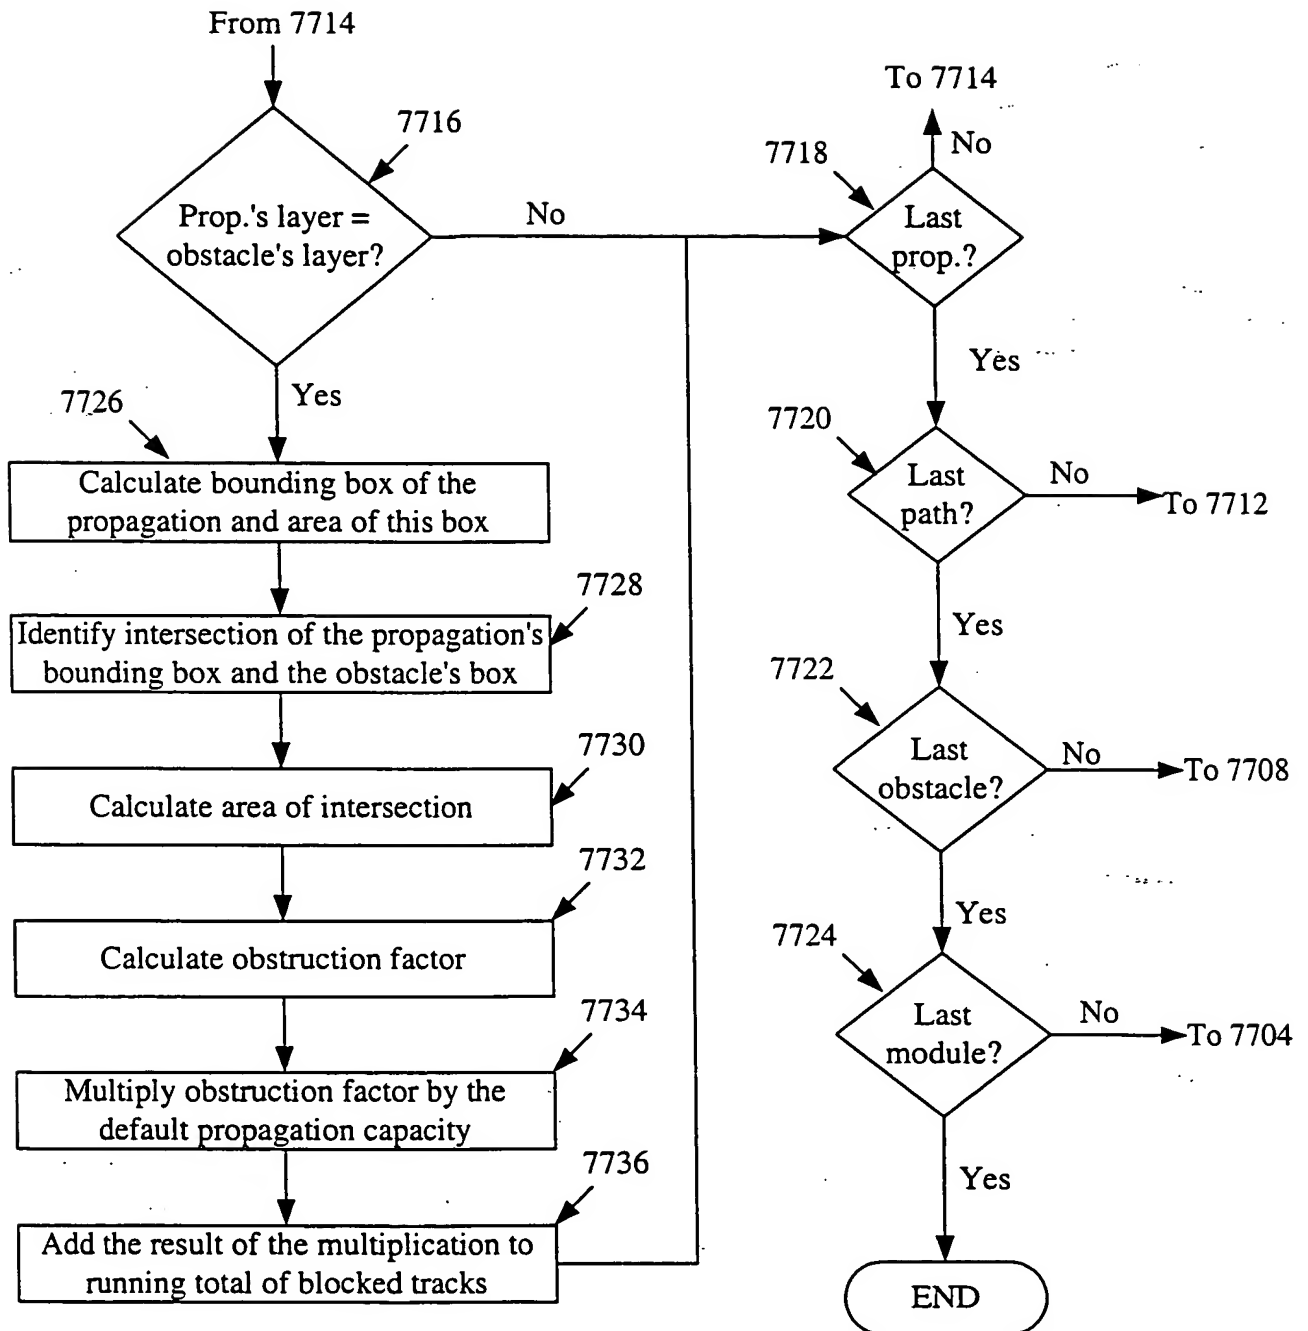 From 7714
7716
Prop.'s layer =
obstacle's layer?
No
Yes
7726
Calculate bounding box of the
propagation and area of this box
7728
Identify intersection of the propagation's
bounding box and the obstacle's box
7730
Calculate area of intersection
7732
Calculate obstruction factor
7734
Multiply obstruction factor by the
default propagation capacity
7736
Add the result of the multiplication to
running total of blocked tracks
To 7714
No
7718
Last
prop.?
Yes
7720
Last
path?
No
To 7712
Yes
7722
Last
obstacle?
No
To 7708
Yes
7724
Last
module?
No
To 7704
Yes
END